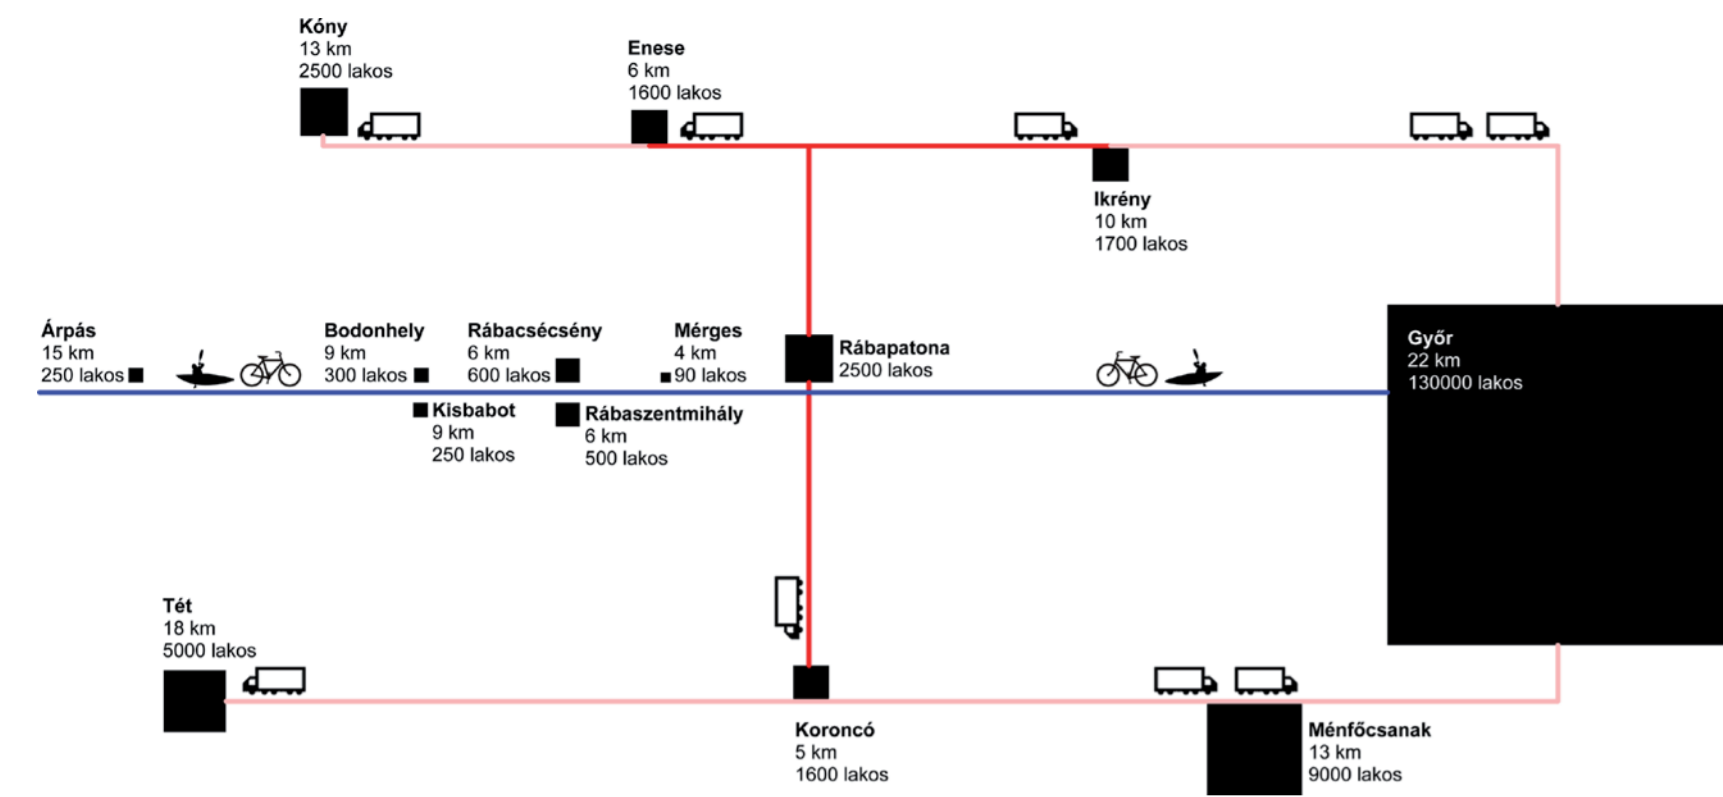 Kóny
13 km
2500 lakos
Enese
6 km
1600 lakos
Ikrény
10 km
1700 lakos
Árpás
15 km
250 lakos
Bodonhely
9 km
300 lakos
Rábacsécsény
6 km
600 lakos
Mérges
4 km
90 lakos
Rábapatona
2500 lakos
Győr
22 km
130000 lakos
Kisbabot
9 km
250 lakos
Rábaszentmihály
6 km
500 lakos
Tét
18 km
5000 lakos
Koroncó
5 km
1600 lakos
Ménfőcsanak
13 km
9000 lakos